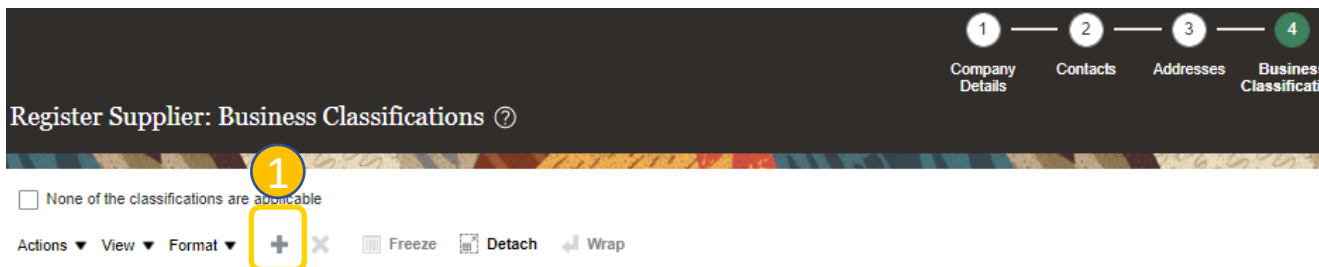 1 2 3 4
Company Details Contacts Addresses Business Classificati
Register Supplier: Business Classifications ?
1
None of the classifications are applicable
Actions View Format Freeze Detach Wrap